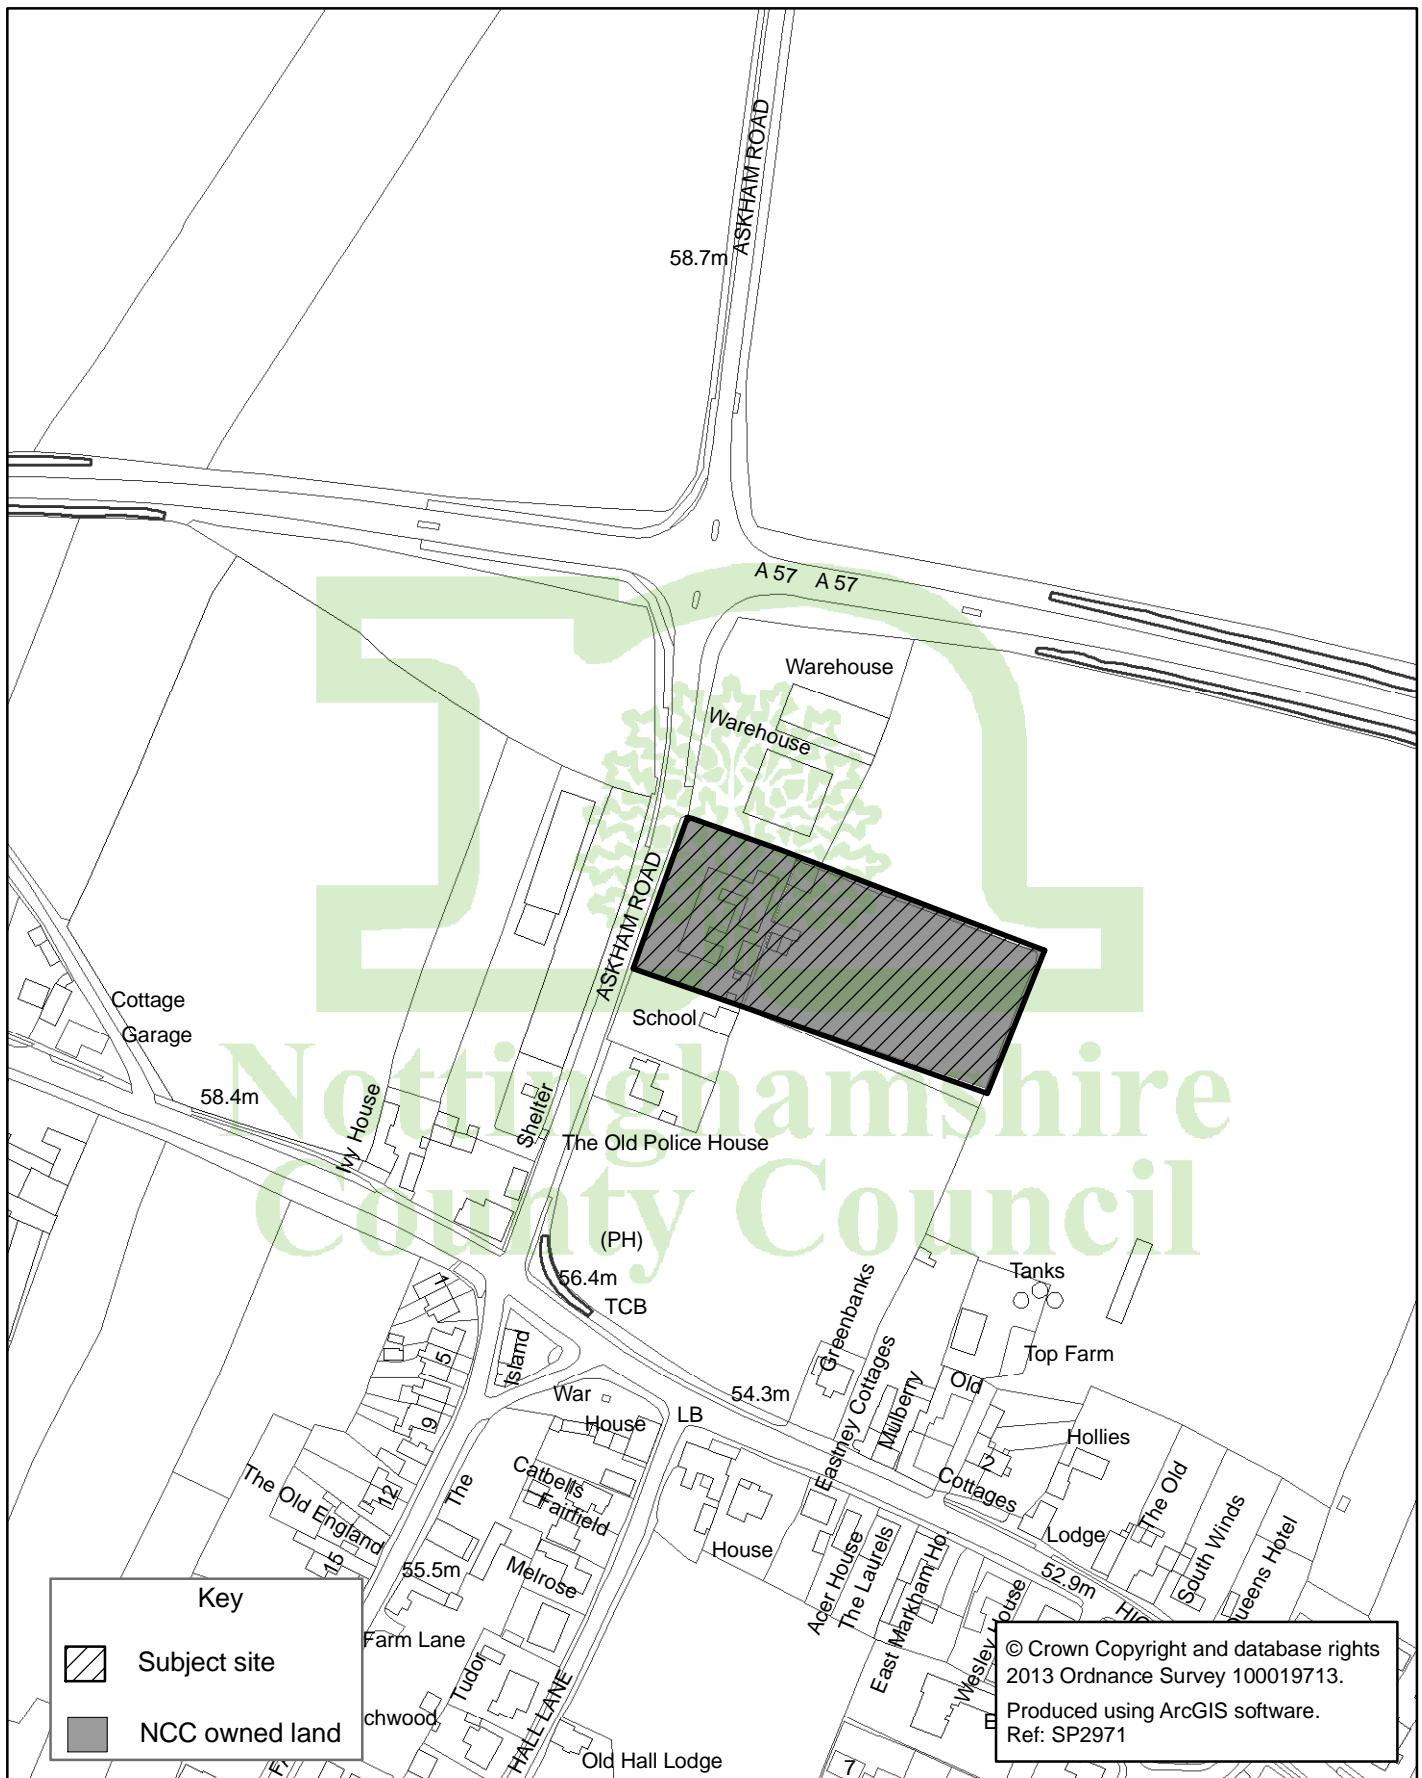 ASKHAM ROAD
58.7m
A 57 A 57
Warehouse
Warehouse
ASKHAM ROAD
Cottage
Garage
School
58.4m
Ivy House
Shelter
The Old Police House
Nottinghamshire
County Council
(PH)
56.4m
TCB
Tanks
Greenbanks
Top Farm
1
5
9
12
15
Island
War
House
LB
54.3m
Eastney Cottages
Mulberry
Old
2
Cottages
Hollies
The Old
The Old England
The
Catbells
Fairfield
Melrose
55.5m
House
Acer House
The Laurels
East Markham Ho.
Wesley House
Lodge
52.9m
South Winds
Queens Hotel
Farm Lane
Tudor
chwood
HALL LANE
Old Hall Lodge
7
Key
Subject site
NCC owned land
© Crown Copyright and database rights
2013 Ordnance Survey 100019713.
Produced using ArcGIS software.
Ref: SP2971